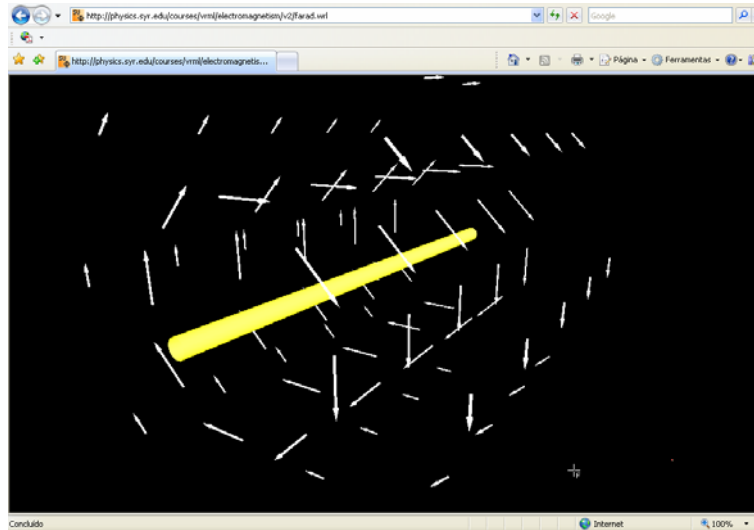 http://physics.syr.edu/courses/vrml/electromagnetism/v2/farad.wrl
Google
http://physics.syr.edu/courses/vrml/electromagnetis...
Página
Ferramentas
Concluído
Internet
100%